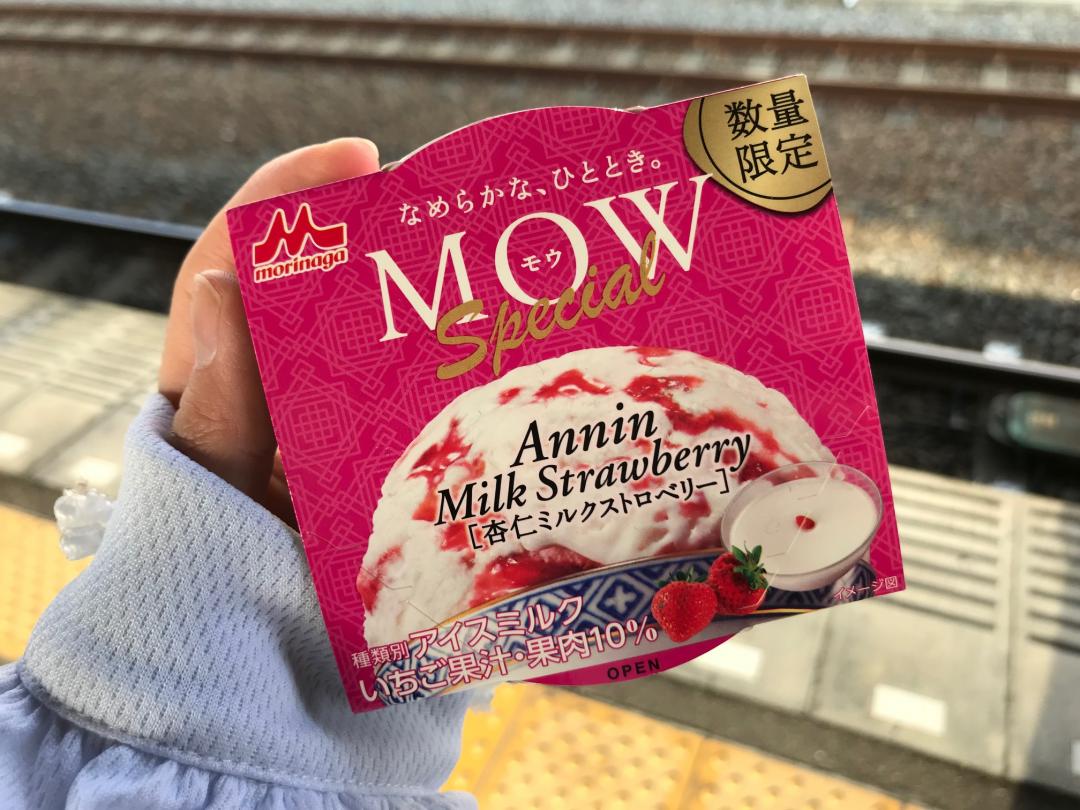 数量
限定
なめらかな、ひととき。
morinaga
MOW
モウ
Special
Annin
Milk Strawberry
[杏仁ミルクストロベリー]
イメージ図
種類別アイスミルク
いちご果汁・果肉10%
OPEN